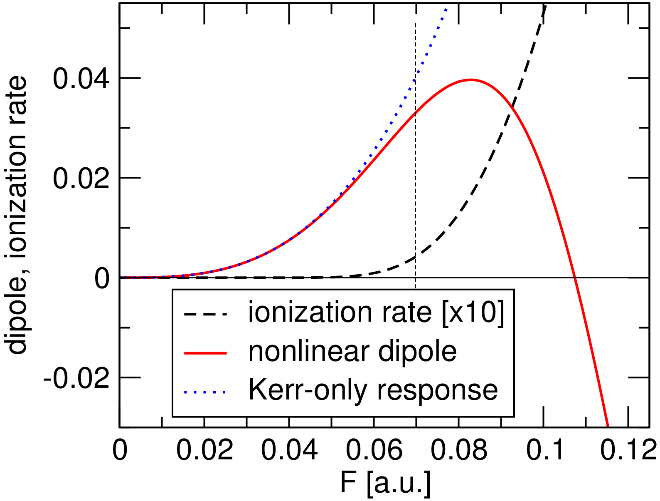 dipole, ionization rate
0.04
0.02
0
-0.02
ionization rate [x10]
nonlinear dipole
Kerr-only response
0 0.02 0.04 0.06 0.08 0.1 0.12
F [a.u.]